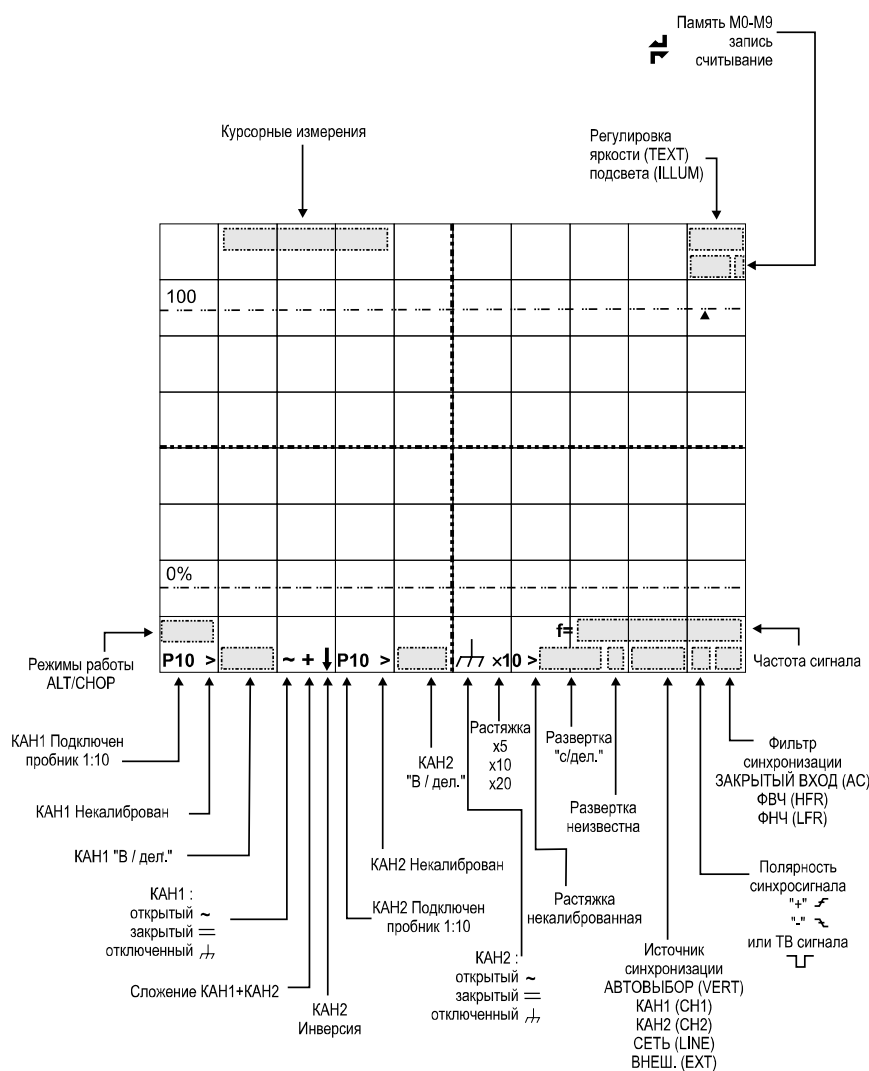 Память M0-M9
запись
считывание
Курсорные измерения
Регулировка
яркости (TEXT)
подсвета (ILLUM)
100
0%
f=
P10 > ~ + P10 > x10 >
Режимы работы
ALT/CHOP
Частота сигнала
КАН1 Подключен
пробник 1:10
КАН1 Некалиброван
КАН1 "В / дел."
КАН1 :
открытый ~
закрытый =
отключенный
Сложение КАН1+КАН2
КАН2
Инверсия
КАН2 Подключен
пробник 1:10
КАН2 Некалиброван
КАН2
"В / дел."
КАН2 :
открытый ~
закрытый =
отключенный
Растяжка
x5
x10
x20
Растяжка
некалиброванная
Развертка
"с/дел."
Развертка
неизвестна
Источник
синхронизации
АВТОВЫБОР (VERT)
КАН1 (CH1)
КАН2 (CH2)
СЕТЬ (LINE)
ВНЕШ. (EXT)
Фильтр
синхронизации
ЗАКРЫТЫЙ ВХОД (AC)
ФВЧ (HFR)
ФНЧ (LFR)
Полярность
синхросигнала
"+"
"-"
или ТВ сигнала